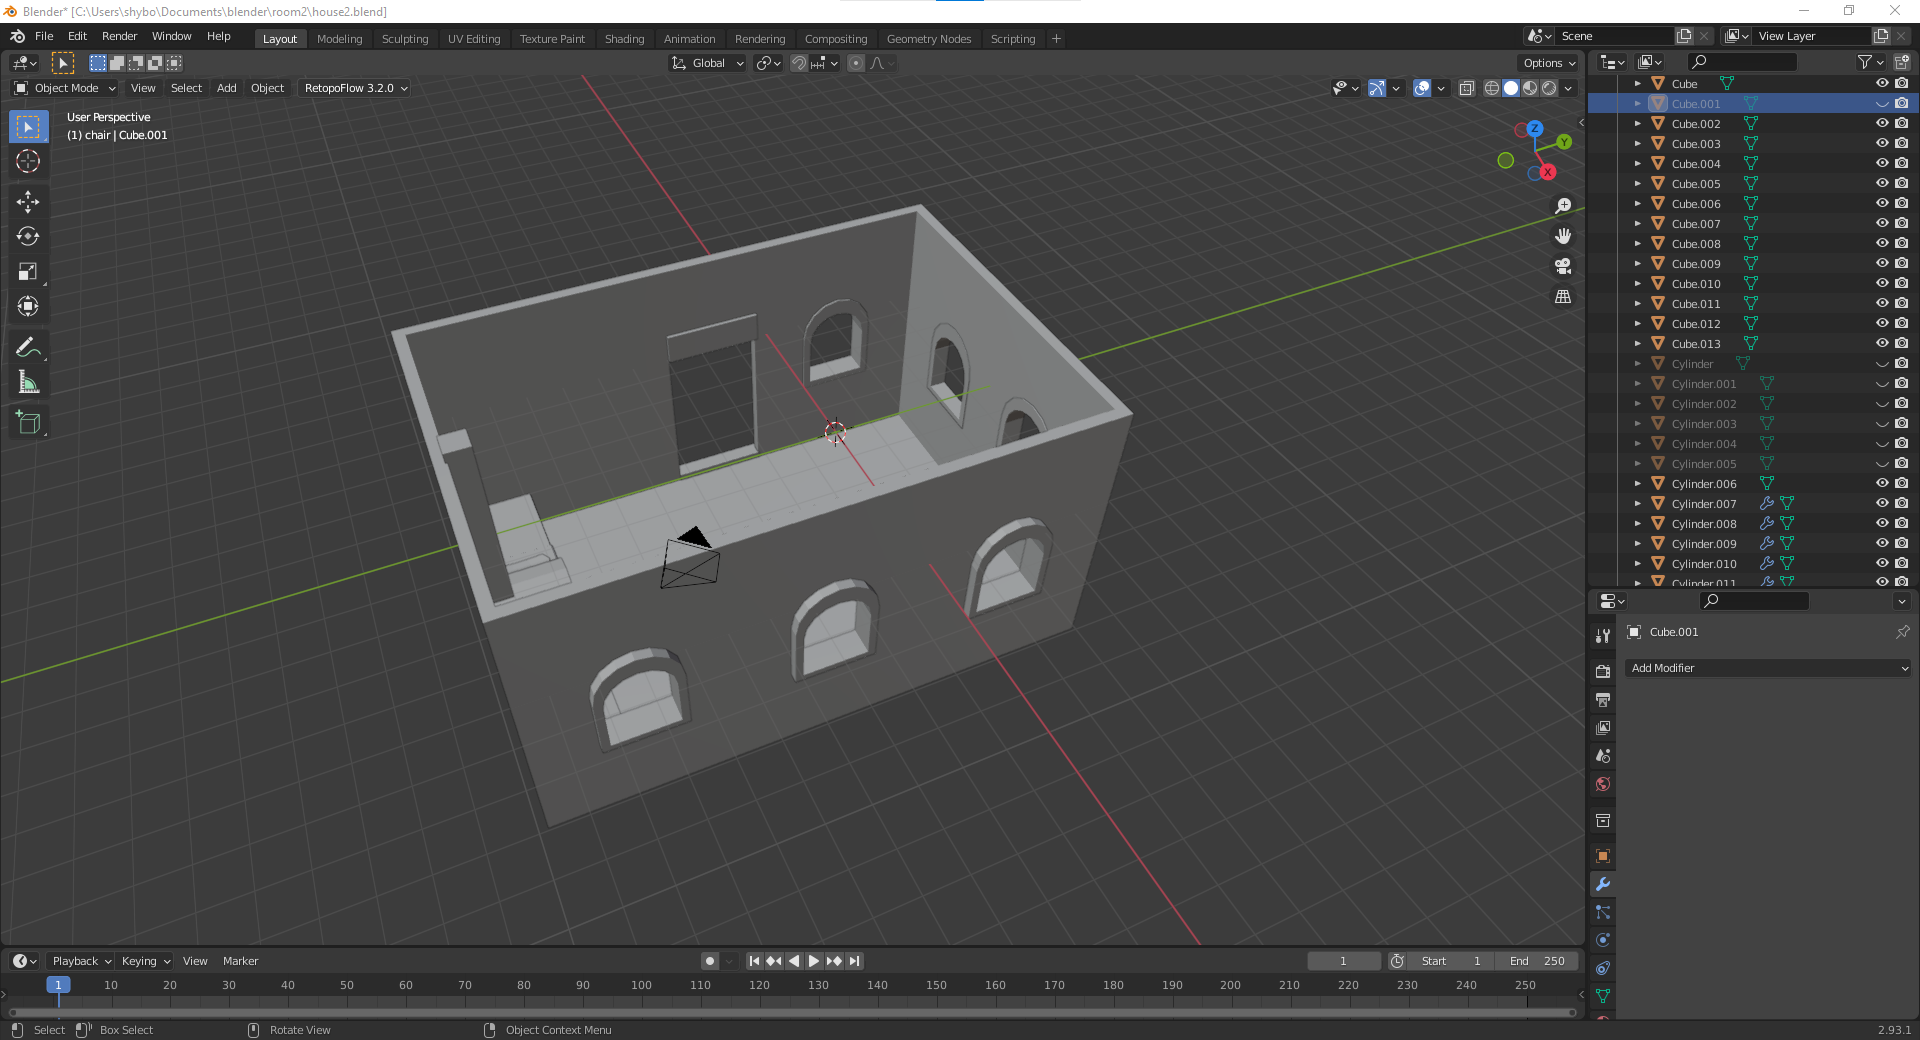 Blender* [C:\Users\shybo\Documents\blender\room2\house2.blend]
File Edit Render Window Help
Layout Modeling Sculpting UV Editing Texture Paint Shading Animation Rendering Compositing Geometry Nodes Scripting +
Scene
View Layer
Global
Options
Object Mode View Select Add Object RetopoFlow 3.2.0
User Perspective
(1) chair | Cube.001
Z
Y
X
Cube
Cube.001
Cube.002
Cube.003
Cube.004
Cube.005
Cube.006
Cube.007
Cube.008
Cube.009
Cube.010
Cube.011
Cube.012
Cube.013
Cylinder
Cylinder.001
Cylinder.002
Cylinder.003
Cylinder.004
Cylinder.005
Cylinder.006
Cylinder.007
Cylinder.008
Cylinder.009
Cylinder.010
Cylinder.011
Cube.001
Add Modifier
Playback Keying View Marker
1
Start 1
End 250
1 10 20 30 40 50 60 70 80 90 100 110 120 130 140 150 160 170 180 190 200 210 220 230 240 250
Select Box Select Rotate View Object Context Menu
2.93.1